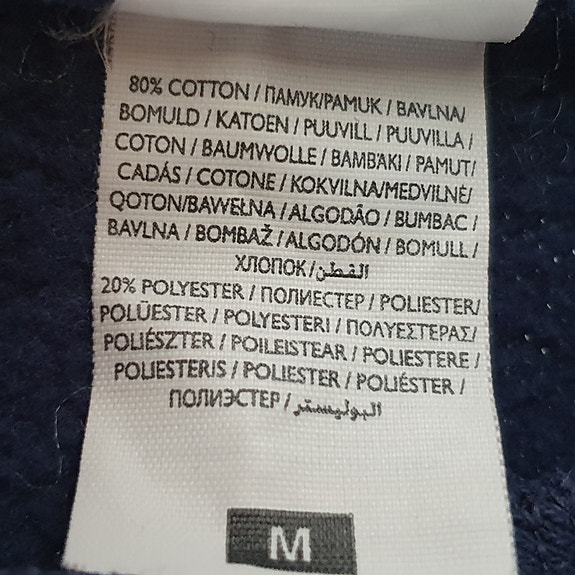 80% COTTON / ПАМУК/PAMUK / BAVLNA/
BOMULD / KATOEN / PUUVILL / PUUVILLA /
COTON / BAUMWOLLE / BAMBAKI / PAMUT/
CADÁS / COTONE / KOKVILNA/MEDVILNÉ/
QOTON/BAWEŁNA / ALGODÃO / BUMBAC /
BAVLNA / BOMBAŽ / ALGODÓN / BOMULL /
ХЛОПОК / القطن
20% POLYESTER / ПОЛИЕСТЕР / POLIESTER/
POLÜESTER / POLYESTERI / ΠΟΛΥΕΣΤΕΡΑΣ/
POLIÉSZTER / POILEISTEAR / POLIESTERE /
POLIESTERIS / POLIESTER / POLIÉSTER /
ПОЛИЭСТЕР / البوليستر
M